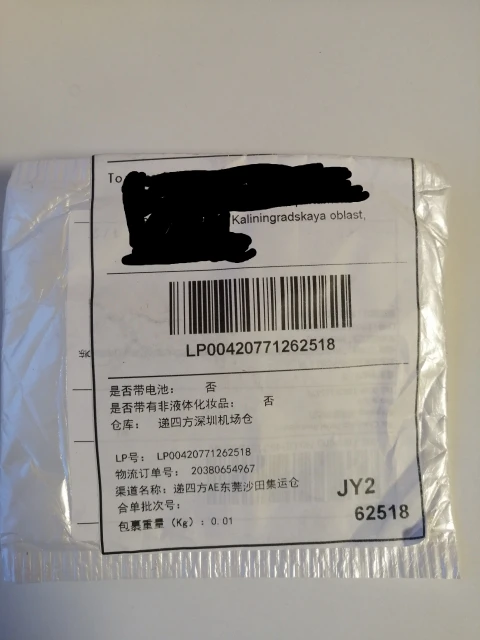 To
Kaliningradskaya oblast,
LP00420771262518
是否带电池： 否
是否带有非液体化妆品： 否
仓库： 递四方深圳机场仓
LP号： LP00420771262518
物流订单号： 20380654967
渠道名称：递四方AE东莞沙田集运仓
合单批次号：
包裹重量（Kg）：0.01
JY2
62518